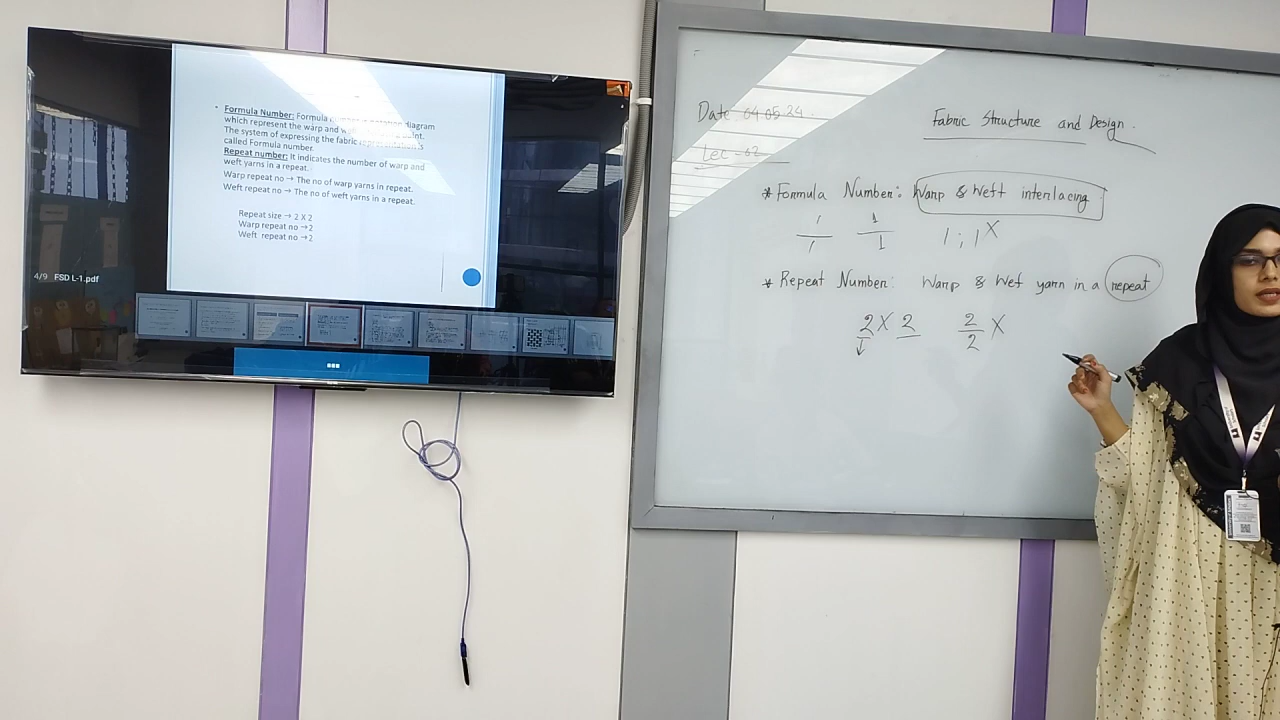 • Formula Number: Formula diagram
which represent the warp and
The system of expressing the fabric
called Formula number.
Repeat number: It indicates the number of warp and
weft yarns in a repeat.
Warp repeat no → The no of warp yarns in repeat.
Weft repeat no → The no of weft yarns in a repeat.
Repeat size → 2 X 2
Warp repeat no →2
Weft repeat no →2
4/9 FSD L-1.pdf
Date 04.05.24.
Lec - 02
Fabric Structure and Design.
* Formula Number: Warp & Weft interlacing
1/1 1/1 1;1 X
* Repeat Number: Warp & Wef yarn in a repeat
2 X 2 2/2 X